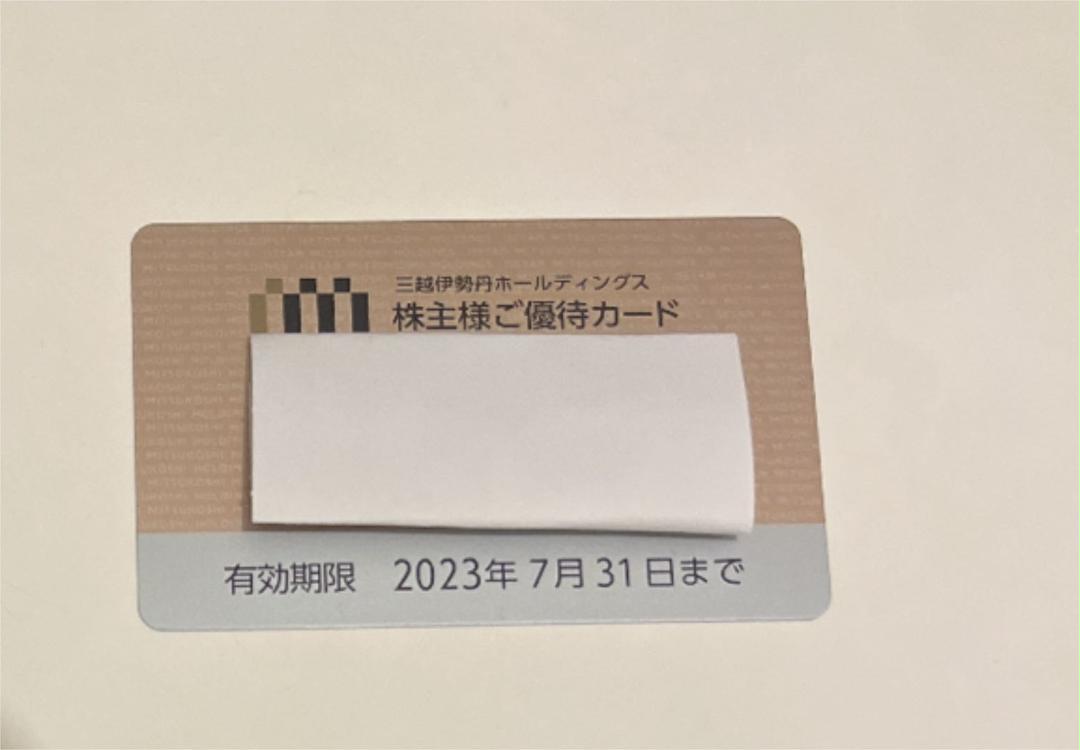 三越伊勢丹ホールディングス
株主様ご優待カード
有効期限 2023年 7月 31日まで